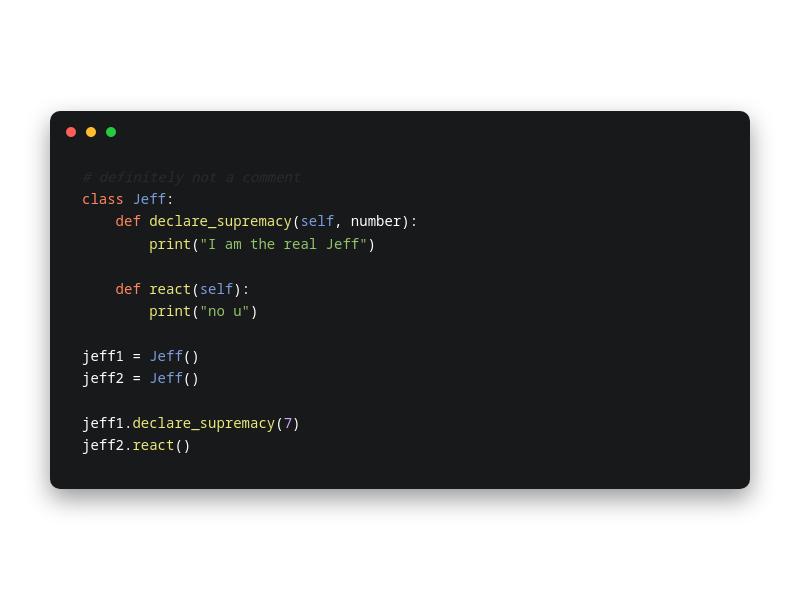 # definitely not a comment
class Jeff:
    def declare_supremacy(self, number):
        print("I am the real Jeff")
    def react(self):
        print("no u")
jeff1 = Jeff()
jeff2 = Jeff()
jeff1.declare_supremacy(7)
jeff2.react()